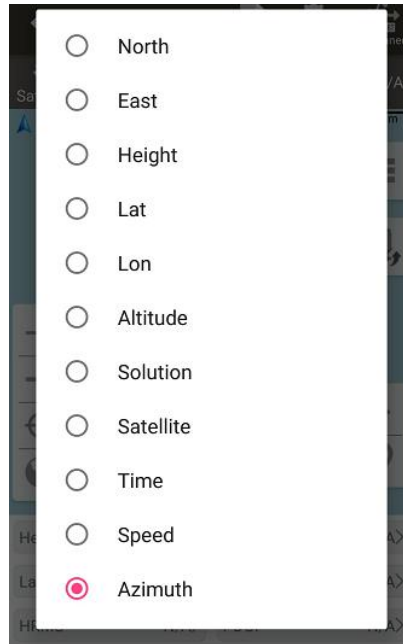 North
East
Height
Lat
Lon
Altitude
Solution
Satellite
Time
Speed
Azimuth